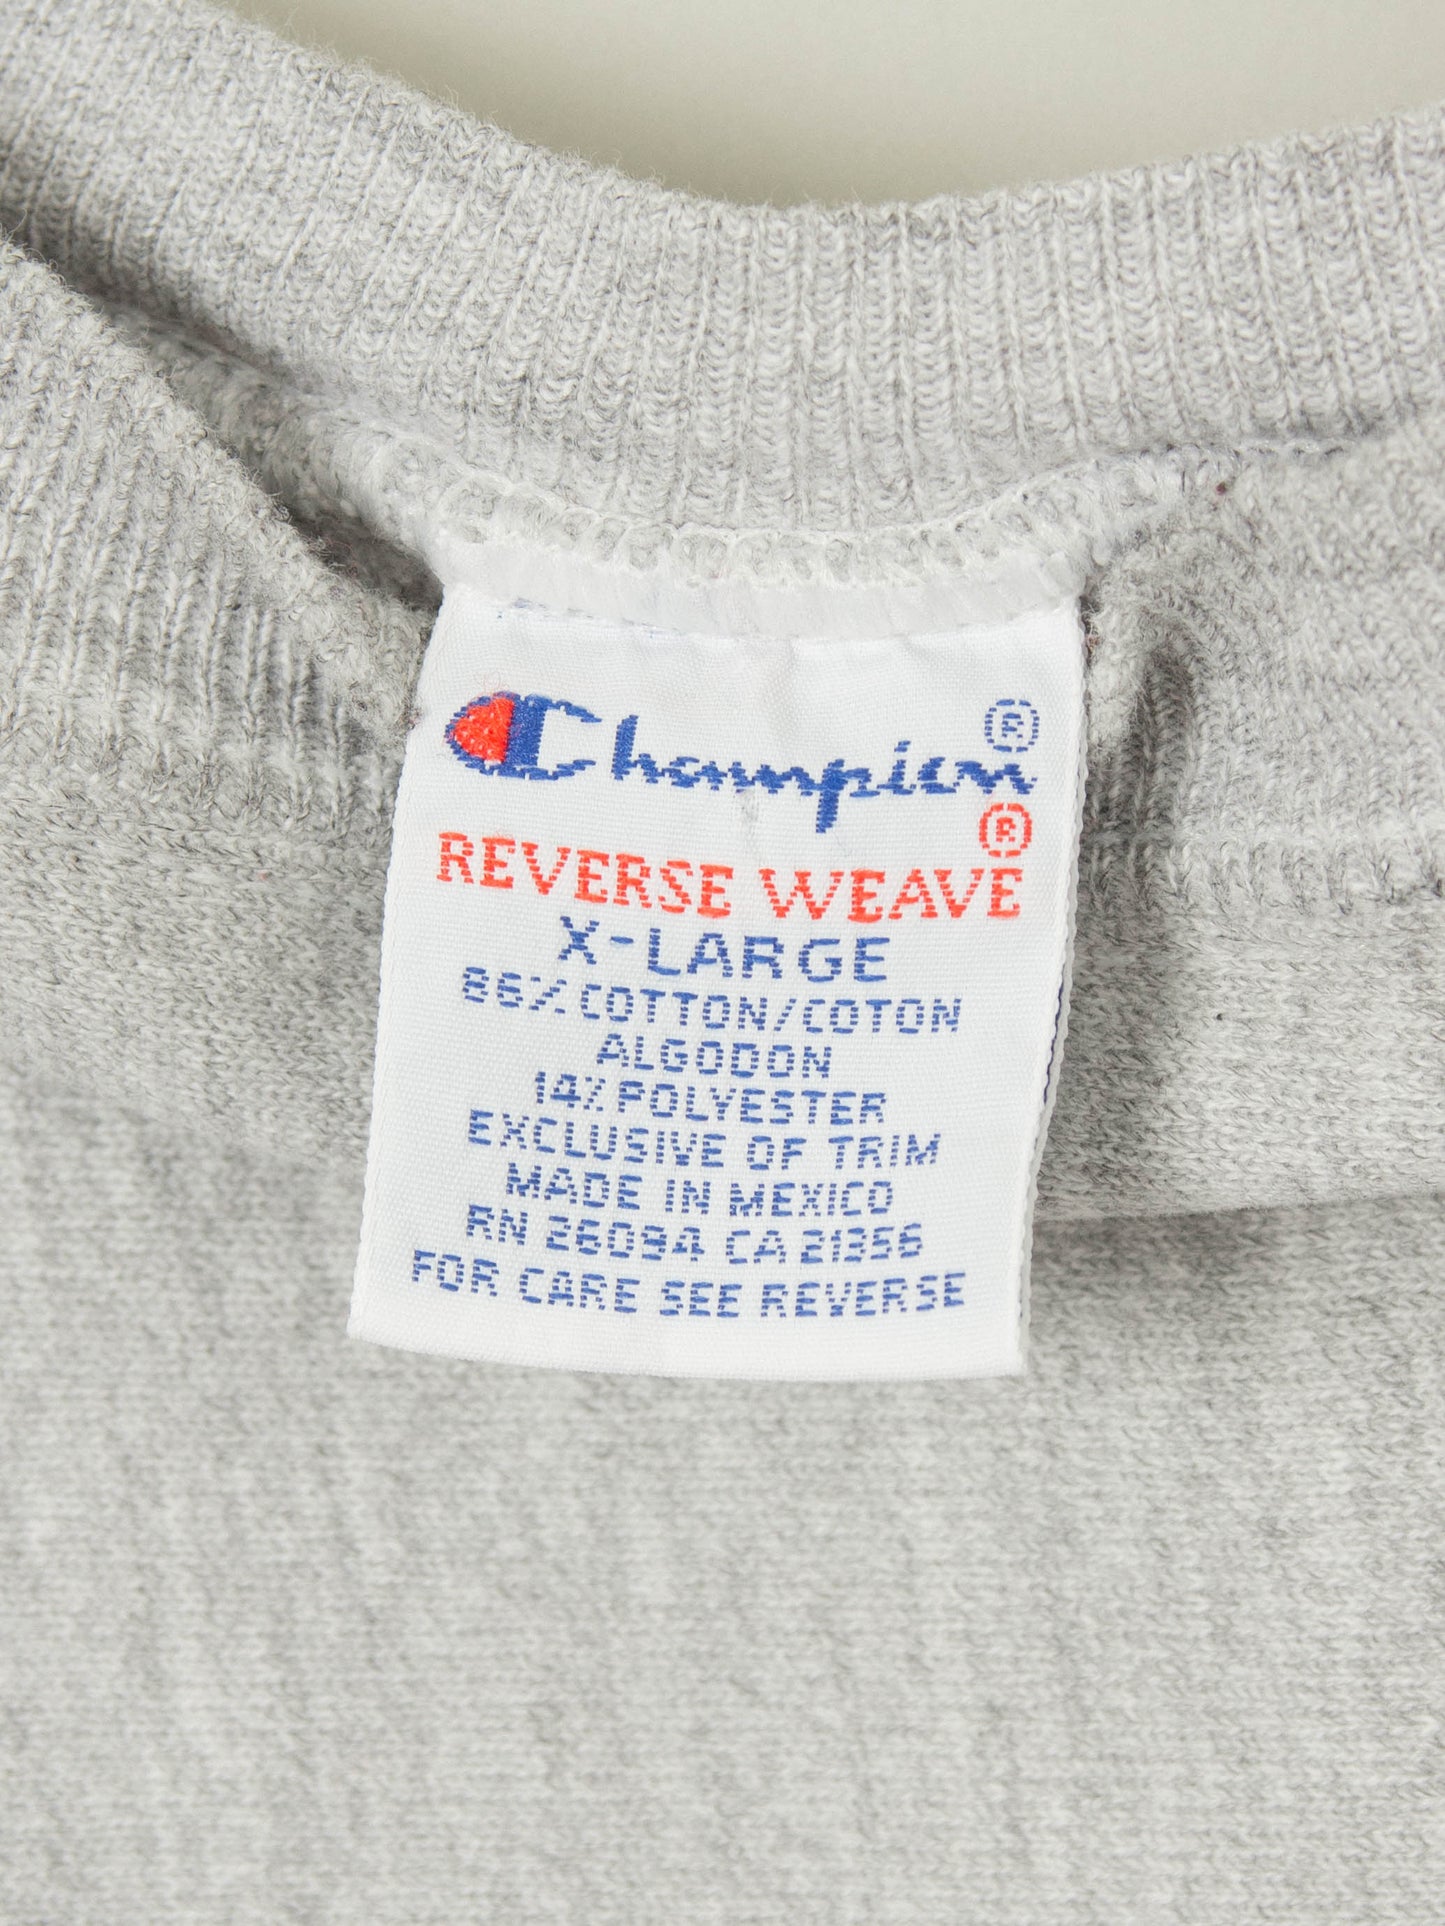 Champion®
REVERSE WEAVE®
X-LARGE
86% COTTON/COTON
ALGODON
14% POLYESTER
EXCLUSIVE OF TRIM
MADE IN MEXICO
RN 26094 CA 21356
FOR CARE SEE REVERSE